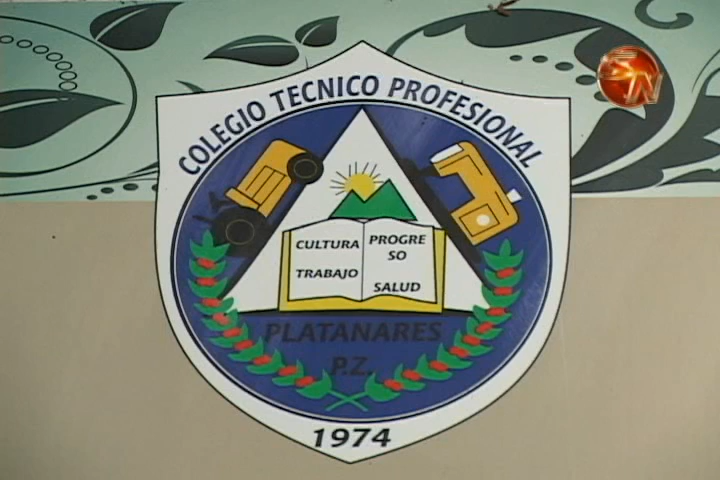 COLEGIO TECNICO PROFESIONAL
CULTURA
TRABAJO
PROGRE
SO
SALUD
PLATANARES
P.Z.
1974